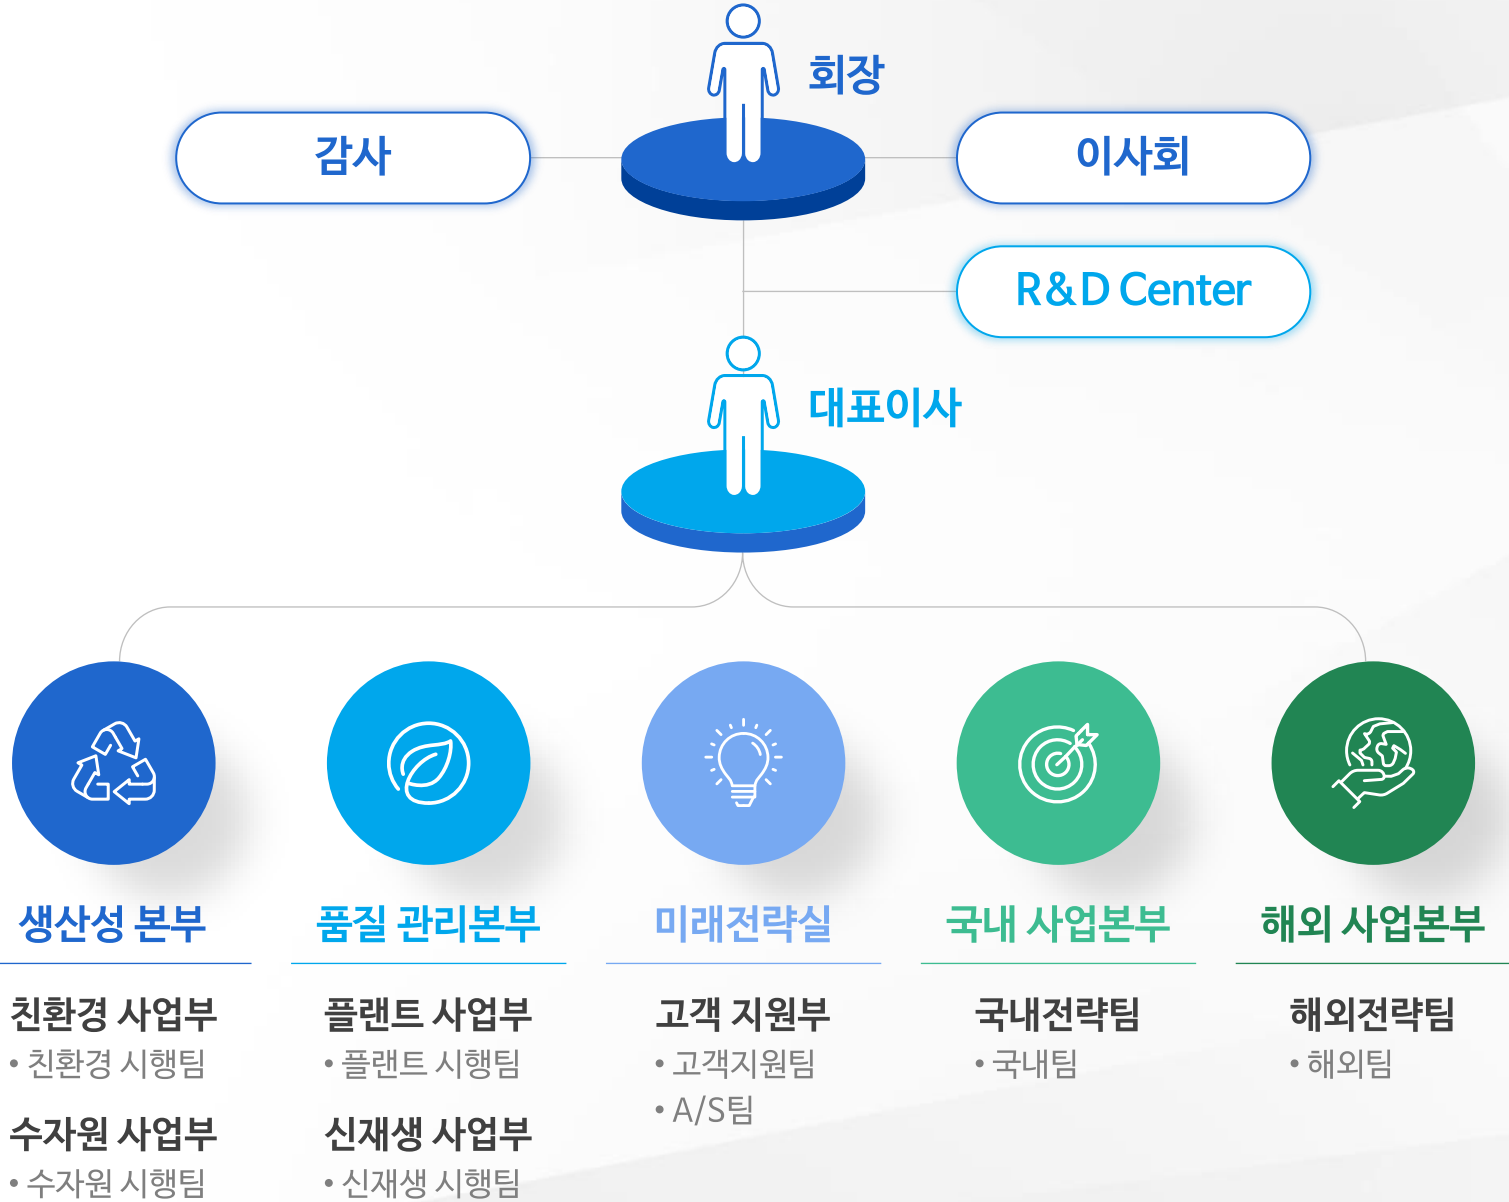 회장
감사
이사회
R&D Center
대표이사
생산성 본부
품질 관리본부
미래전략실
국내 사업본부
해외 사업본부
친환경 사업부
• 친환경 시행팀
수자원 사업부
• 수자원 시행팀
플랜트 사업부
• 플랜트 시행팀
신재생 사업부
• 신재생 시행팀
고객 지원부
• 고객지원팀
• A/S팀
국내전략팀
• 국내팀
해외전략팀
• 해외팀